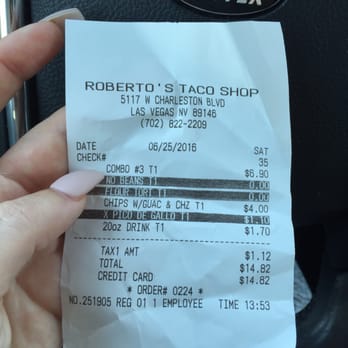 ROBERTO'S TACO SHOP
5117 W CHARLESTON BLVD
LAS VEGAS NV 89146
(702) 822-2209
DATE 06/25/2016 SAT
CHECK# 35
COMBO #3 T1 $6.90
NO BEANS T1 0.00
FLOUR TORT T1 0.00
CHIPS W/GUAC & CHZ T1 $4.00
X PICO DE GALLO T1 $1.10
20oz DRINK T1 $1.70
TAX1 AMT $1.12
TOTAL $14.82
CREDIT CARD $14.82
* ORDER# 0224 *
NO.251905 REG 01 1 EMPLOYEE TIME 13:53